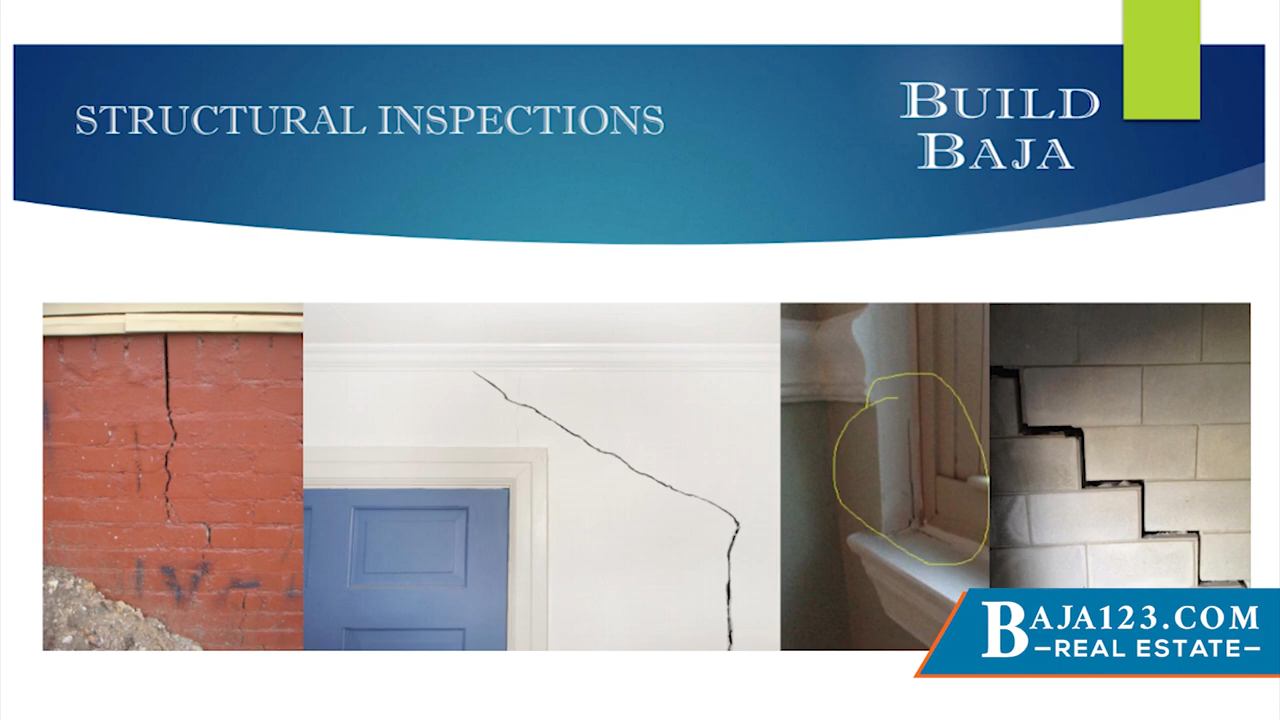 STRUCTURAL INSPECTIONS
BUILD
BAJA
BAJA123.COM
–REAL ESTATE–